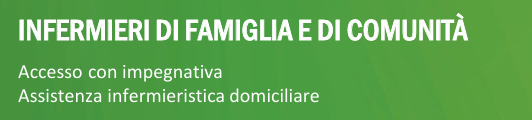 INFERMIERI DI FAMIGLIA E DI COMUNITÀ
Accesso con impegnativa
Assistenza infermieristica domiciliare